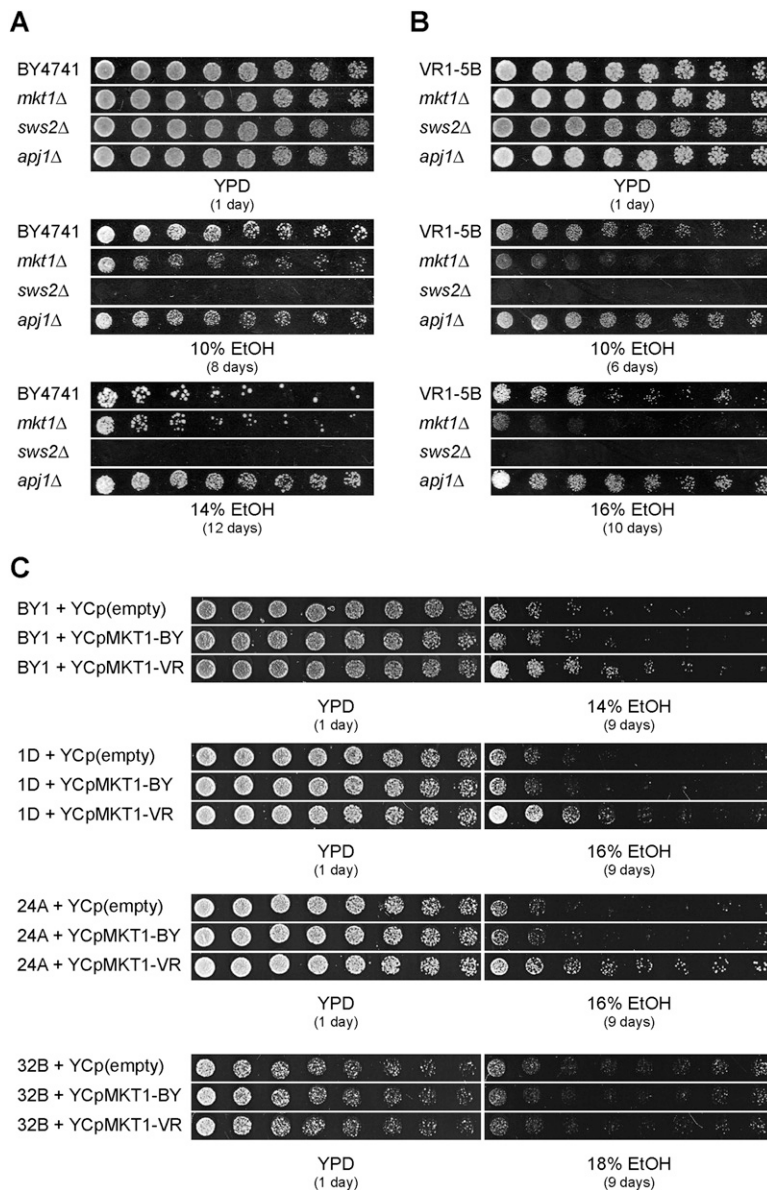 A
BY4741
mkt1Δ
sws2Δ
apj1Δ
YPD
(1 day)
BY4741
mkt1Δ
sws2Δ
apj1Δ
10% EtOH
(8 days)
BY4741
mkt1Δ
sws2Δ
apj1Δ
14% EtOH
(12 days)
B
VR1-5B
mkt1Δ
sws2Δ
apj1Δ
YPD
(1 day)
VR1-5B
mkt1Δ
sws2Δ
apj1Δ
10% EtOH
(6 days)
VR1-5B
mkt1Δ
sws2Δ
apj1Δ
16% EtOH
(10 days)
C
BY1 + YCp(empty)
BY1 + YCpMKT1-BY
BY1 + YCpMKT1-VR
YPD
(1 day)
14% EtOH
(9 days)
1D + YCp(empty)
1D + YCpMKT1-BY
1D + YCpMKT1-VR
YPD
(1 day)
16% EtOH
(9 days)
24A + YCp(empty)
24A + YCpMKT1-BY
24A + YCpMKT1-VR
YPD
(1 day)
16% EtOH
(9 days)
32B + YCp(empty)
32B + YCpMKT1-BY
32B + YCpMKT1-VR
YPD
(1 day)
18% EtOH
(9 days)